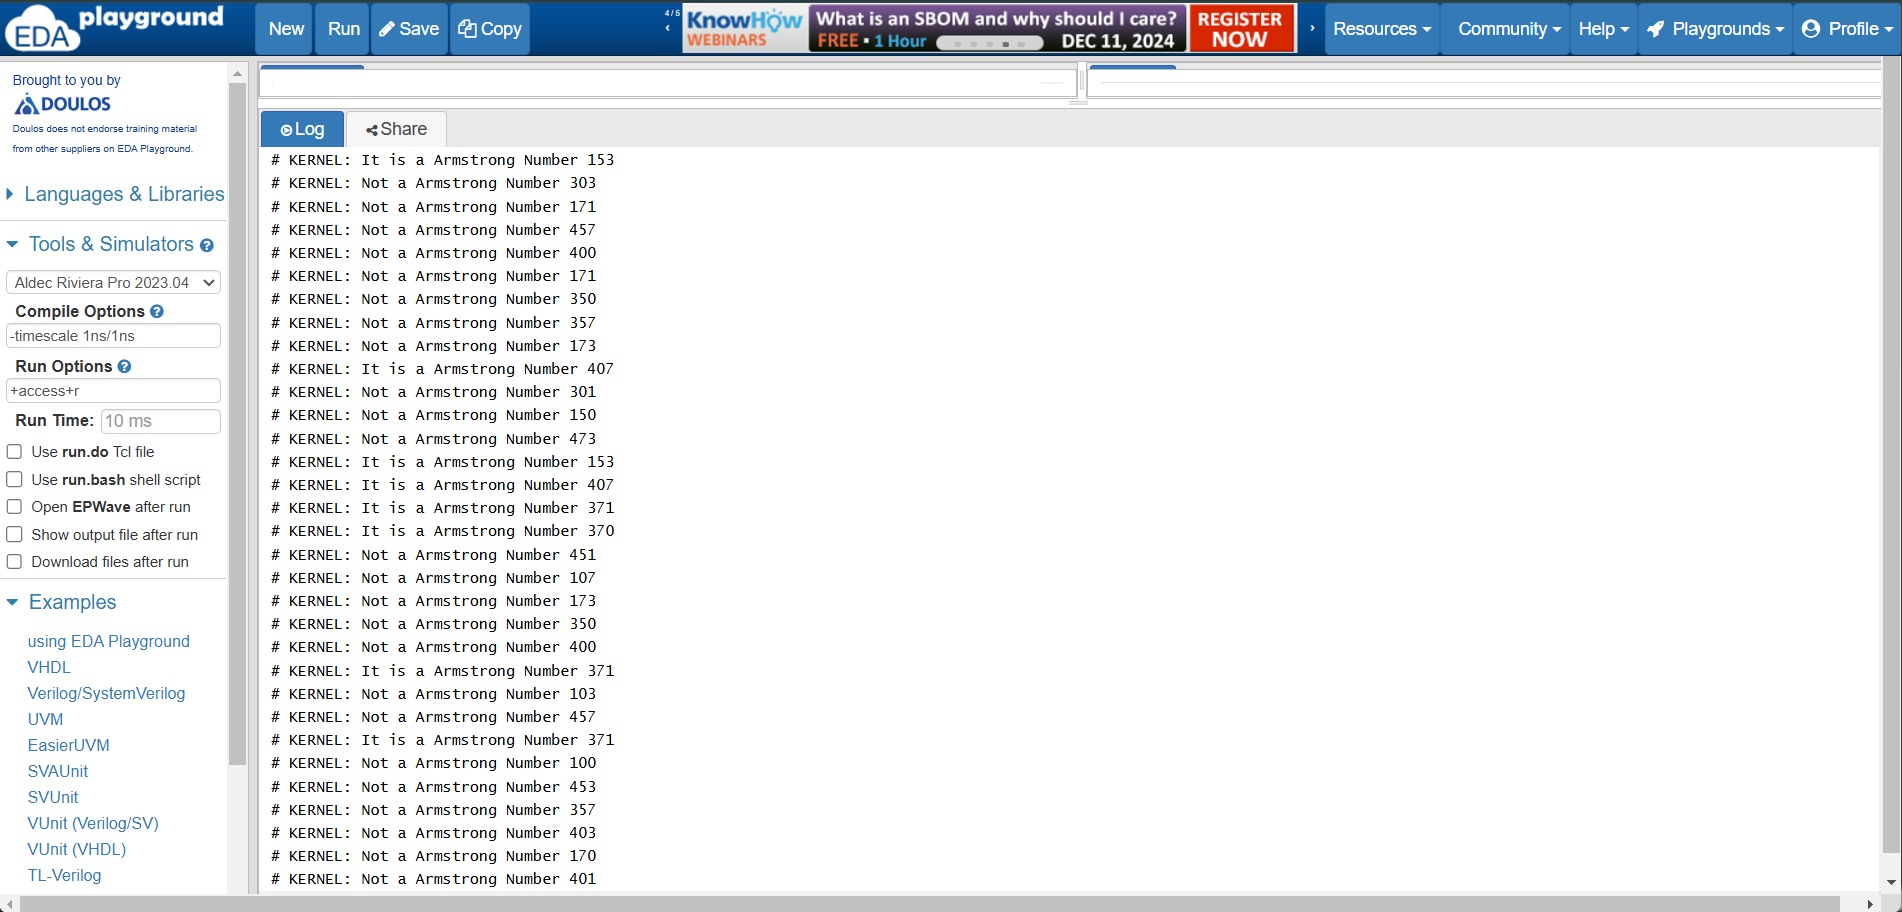 EDA playground
New
Run
Save
Copy
4 / 5
KnowHow WEBINARS
What is an SBOM and why should I care?
FREE • 1 Hour
DEC 11, 2024
REGISTER NOW
Resources
Community
Help
Playgrounds
Profile
Brought to you by
DOULOS
Doulos does not endorse training material
from other suppliers on EDA Playground.
Languages & Libraries
Tools & Simulators
Aldec Riviera Pro 2023.04
Compile Options
-timescale 1ns/1ns
Run Options
+access+r
Run Time: 10 ms
Use run.do Tcl file
Use run.bash shell script
Open EPWave after run
Show output file after run
Download files after run
Examples
using EDA Playground
VHDL
Verilog/SystemVerilog
UVM
EasierUVM
SVAUnit
SVUnit
VUnit (Verilog/SV)
VUnit (VHDL)
TL-Verilog
Log
Share
# KERNEL: It is a Armstrong Number 153
# KERNEL: Not a Armstrong Number 303
# KERNEL: Not a Armstrong Number 171
# KERNEL: Not a Armstrong Number 457
# KERNEL: Not a Armstrong Number 400
# KERNEL: Not a Armstrong Number 171
# KERNEL: Not a Armstrong Number 350
# KERNEL: Not a Armstrong Number 357
# KERNEL: Not a Armstrong Number 173
# KERNEL: It is a Armstrong Number 407
# KERNEL: Not a Armstrong Number 301
# KERNEL: Not a Armstrong Number 150
# KERNEL: Not a Armstrong Number 473
# KERNEL: It is a Armstrong Number 153
# KERNEL: It is a Armstrong Number 407
# KERNEL: It is a Armstrong Number 371
# KERNEL: It is a Armstrong Number 370
# KERNEL: Not a Armstrong Number 451
# KERNEL: Not a Armstrong Number 107
# KERNEL: Not a Armstrong Number 173
# KERNEL: Not a Armstrong Number 350
# KERNEL: Not a Armstrong Number 400
# KERNEL: It is a Armstrong Number 371
# KERNEL: Not a Armstrong Number 103
# KERNEL: Not a Armstrong Number 457
# KERNEL: It is a Armstrong Number 371
# KERNEL: Not a Armstrong Number 100
# KERNEL: Not a Armstrong Number 453
# KERNEL: Not a Armstrong Number 357
# KERNEL: Not a Armstrong Number 403
# KERNEL: Not a Armstrong Number 170
# KERNEL: Not a Armstrong Number 401